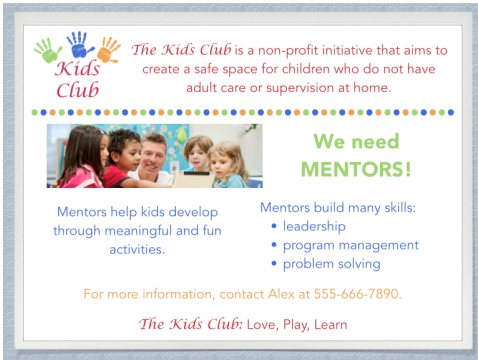 Kids
Club
The Kids Club is a non-profit initiative that aims to
create a safe space for children who do not have
adult care or supervision at home.
We need
MENTORS!
Mentors help kids develop
through meaningful and fun
activities.
Mentors build many skills:
• leadership
• program management
• problem solving
For more information, contact Alex at 555-666-7890.
The Kids Club: Love, Play, Learn